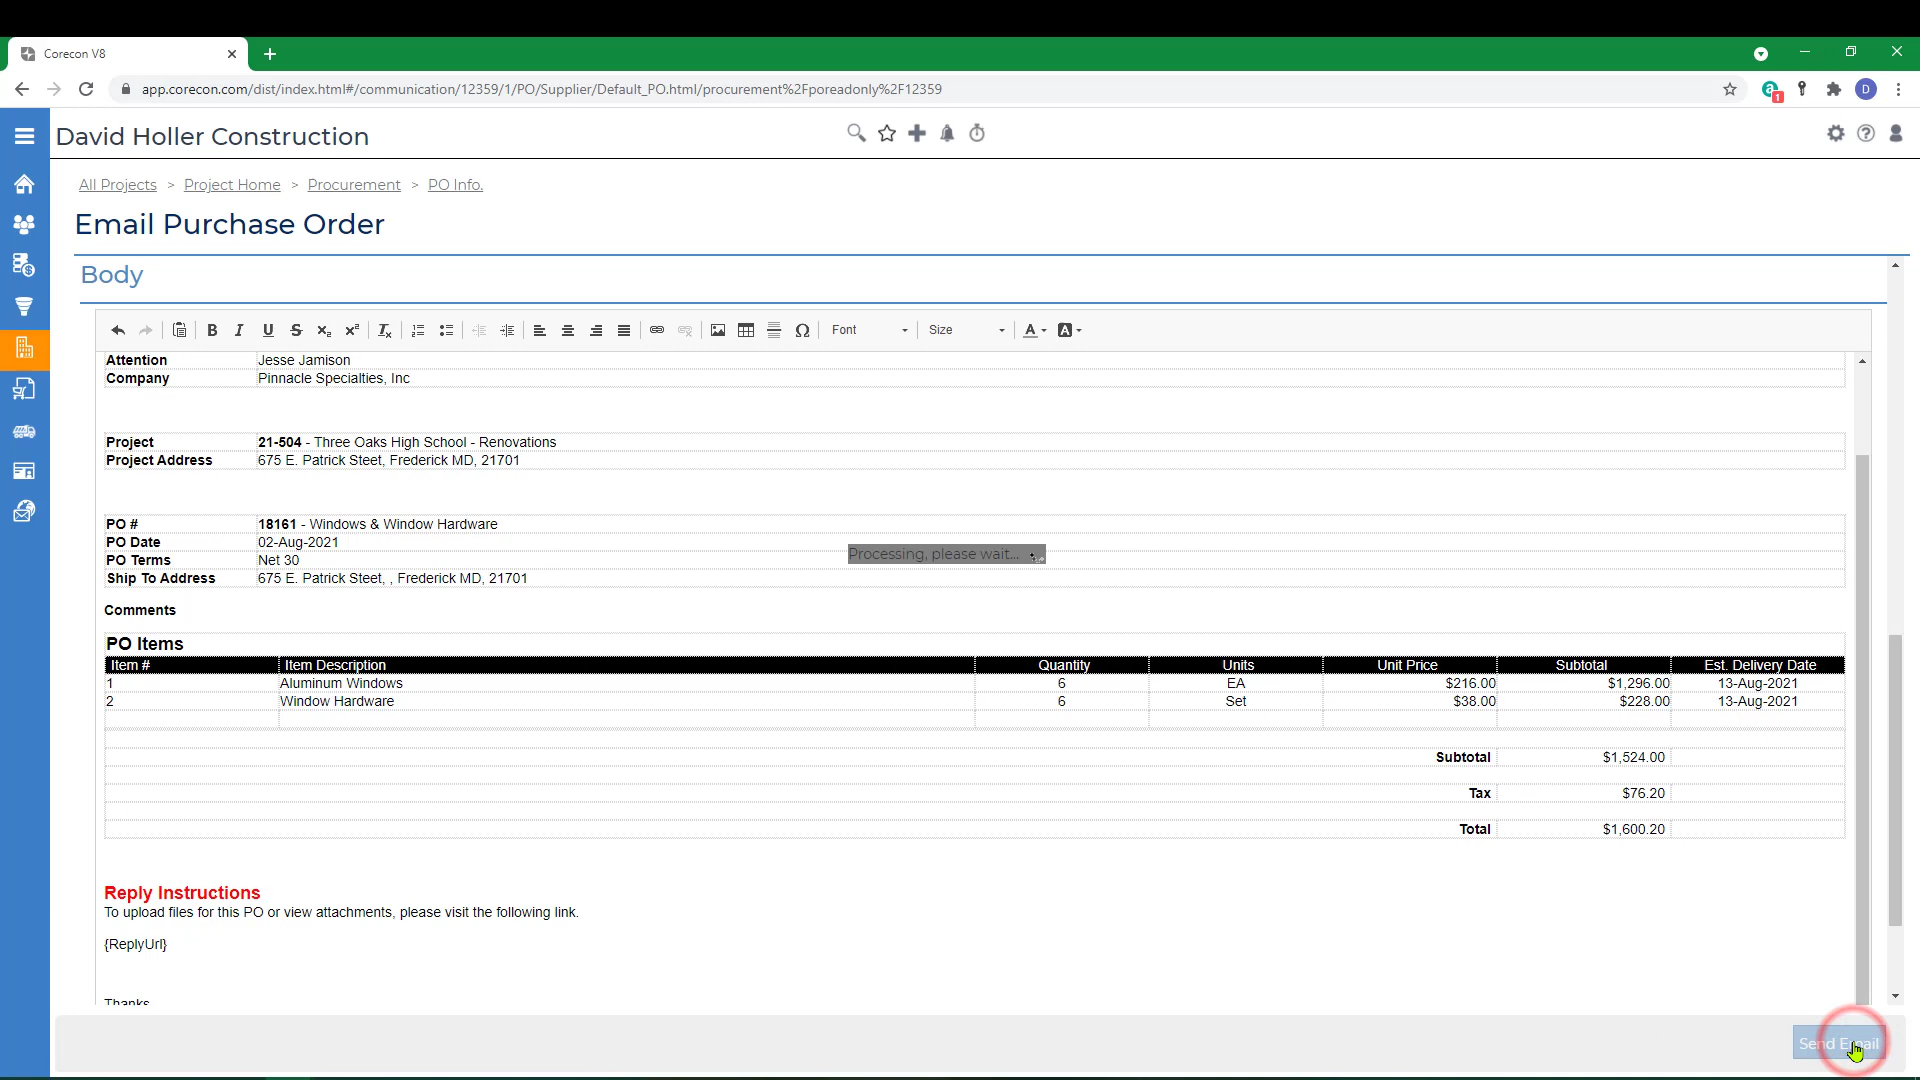 Corecon V8
app.corecon.com/dist/index.html#/communication/12359/1/PO/Supplier/Default_PO.html/procurement%2Fporeadonly%2F12359
1
D
David Holler Construction
All Projects > Project Home > Procurement > PO Info.
Email Purchase Order
Body
Font Size
Attention Jesse Jamison
Company Pinnacle Specialties, Inc
Project 21-504 - Three Oaks High School - Renovations
Project Address 675 E. Patrick Steet, Frederick MD, 21701
PO # 18161 - Windows & Window Hardware
PO Date 02-Aug-2021
Processing, please wait...
PO Terms Net 30
Ship To Address 675 E. Patrick Steet, , Frederick MD, 21701
Comments
PO Items
Item # Item Description Quantity Units Unit Price Subtotal Est. Delivery Date
1 Aluminum Windows 6 EA $216.00 $1,296.00 13-Aug-2021
2 Window Hardware 6 Set $38.00 $228.00 13-Aug-2021
Subtotal $1,524.00
Tax $76.20
Total $1,600.20
Reply Instructions
To upload files for this PO or view attachments, please visit the following link.
{ReplyUrl}
Thanks
Send Email